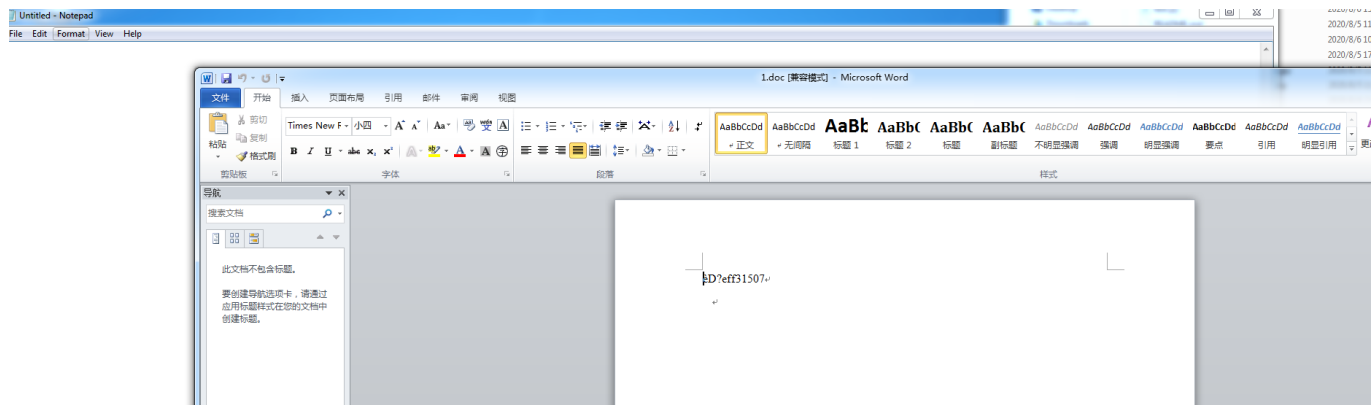 Untitled - Notepad
File Edit Format View Help
2020/8/5 11
2020/8/6 10
2020/8/5 17
1.doc [兼容模式] - Microsoft Word
文件 开始 插入 页面布局 引用 邮件 审阅 视图
剪切
复制
粘贴 格式刷
剪贴板
Times New F 小四
字体
段落
AaBbCcDd AaBbCcDd AaBb AaBb( AaBb( AaBb( AaBbCcDd AaBbCcDd AaBbCcDd AaBbCcDd AaBbCcDd AaBbCcDd
正文 无间隔 标题 1 标题 2 标题 副标题 不明显强调 强调 明显强调 要点 引用 明显引用
样式
导航
搜索文档
此文档不包含标题。
要创建导航选项卡，请通过
应用标题样式在您的文档中
创建标题。
èD?eff31507